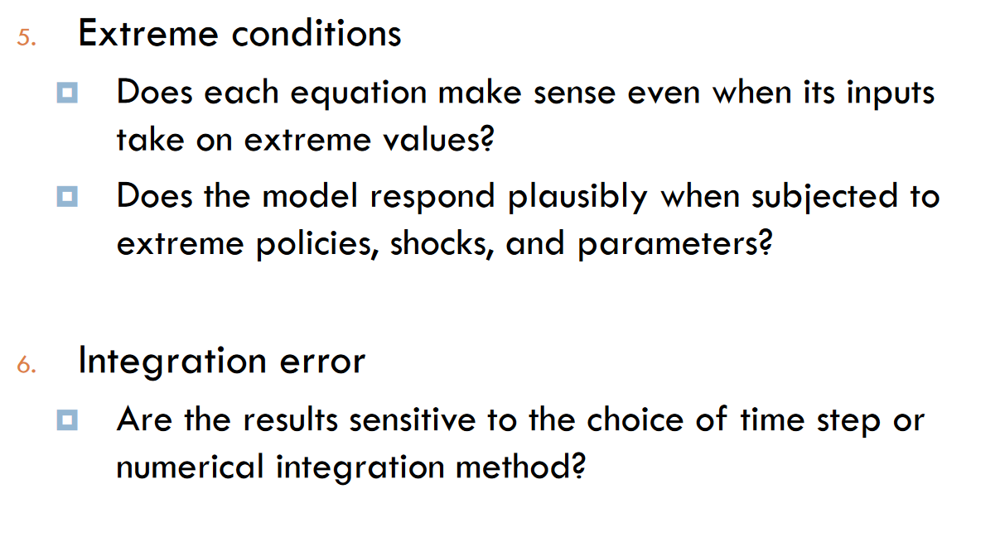 5. Extreme conditions
Does each equation make sense even when its inputs
take on extreme values?
Does the model respond plausibly when subjected to
extreme policies, shocks, and parameters?
6. Integration error
Are the results sensitive to the choice of time step or
numerical integration method?